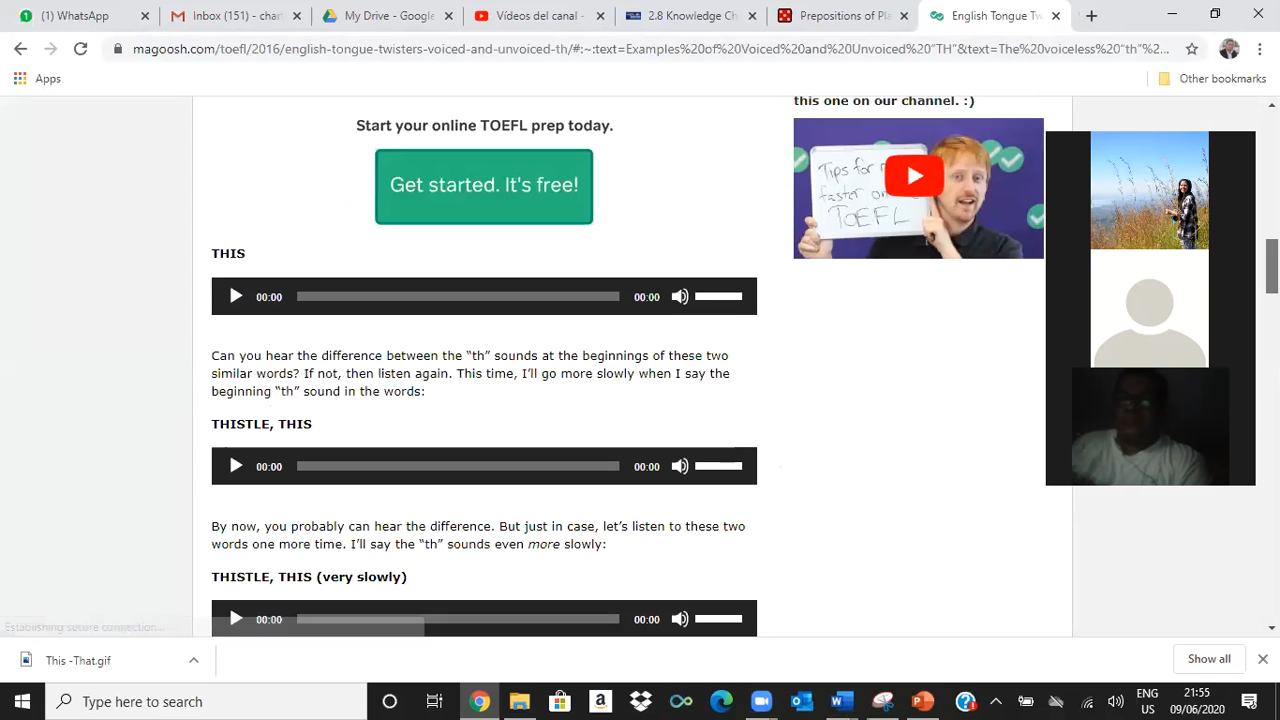 (1) WhatsApp
Inbox (151) - char
My Drive - Google
Vídeos del canal -
2.8 Knowledge Ch
Prepositions of Pla
English Tongue Tw
magoosh.com/toefl/2016/english-tongue-twisters-voiced-and-unvoiced-th/#:~:text=Examples%20of%20Voiced%20and%20Unvoiced%20"TH"&text=The%20voiceless%20"th"%2...
Apps
Other bookmarks
this one on our channel. :)
Start your online TOEFL prep today.
Get started. It's free!
Tips for
faster on
TOEFL
THIS
00:00 00:00
Can you hear the difference between the “th” sounds at the beginnings of these two
similar words? If not, then listen again. This time, I’ll go more slowly when I say the
beginning “th” sound in the words:
THISTLE, THIS
00:00 00:00
By now, you probably can hear the difference. But just in case, let’s listen to these two
words one more time. I’ll say the “th” sounds even more slowly:
THISTLE, THIS (very slowly)
00:00 00:00
Establishing secure connection...
This -That.gif
Show all
Type here to search
ENG
US
21:55
09/06/2020